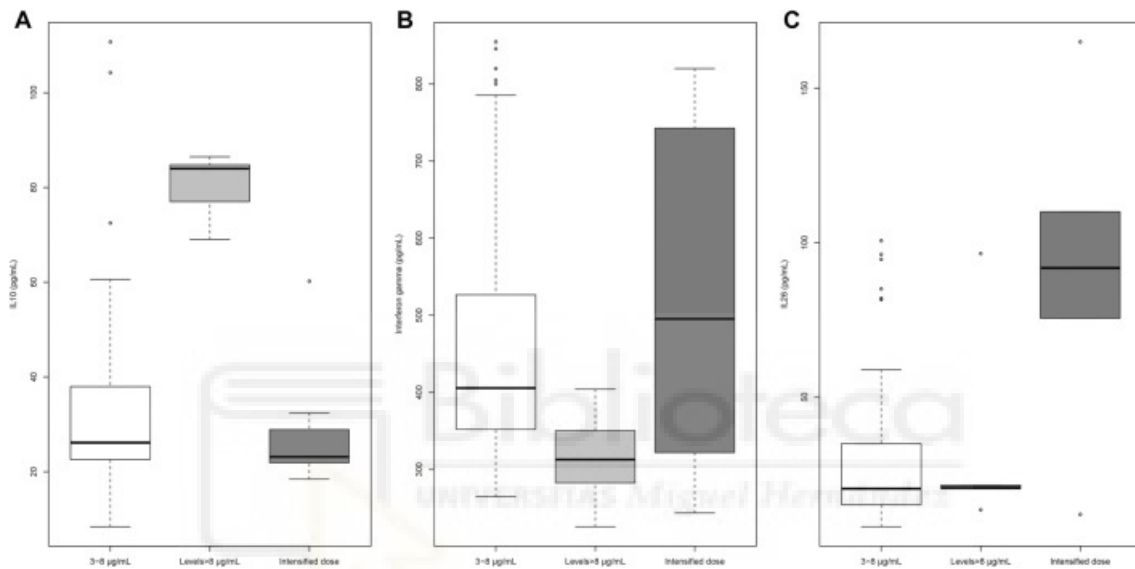 A
IL10 (pg/mL)
100
80
60
40
20
3–8 µg/mL
Levels>8 µg/mL
Intensified dose
B
Interferon gamma (pg/mL)
800
700
600
500
400
300
3–8 µg/mL
Levels>8 µg/mL
Intensified dose
C
IL26 (pg/mL)
150
100
50
3–8 µg/mL
Levels>8 µg/mL
Intensified dose
Biblioteca
UNIVERSITAS Miguel Hernández